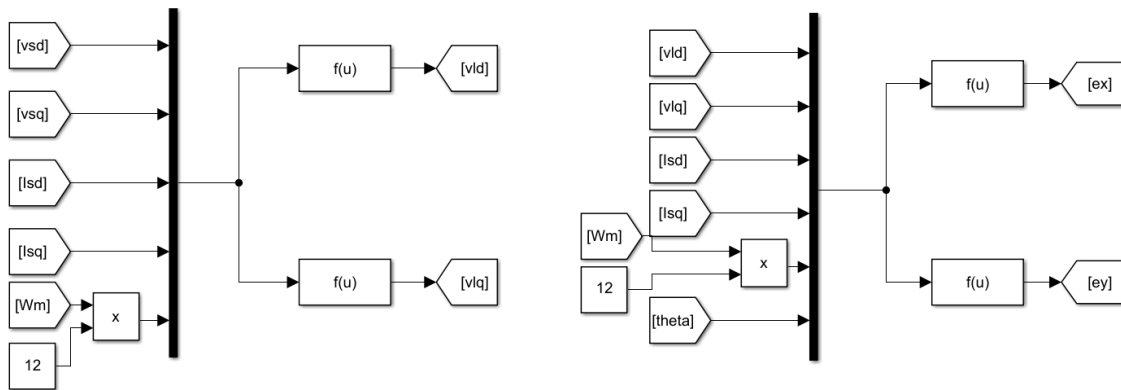 [vsd]
[vsq]
[Isd]
[Isq]
[Wm]
12
x
f(u)
[vld]
f(u)
[vlq]
[vld]
[vlq]
[Isd]
[Isq]
[Wm]
12
x
[theta]
f(u)
[ex]
f(u)
[ey]